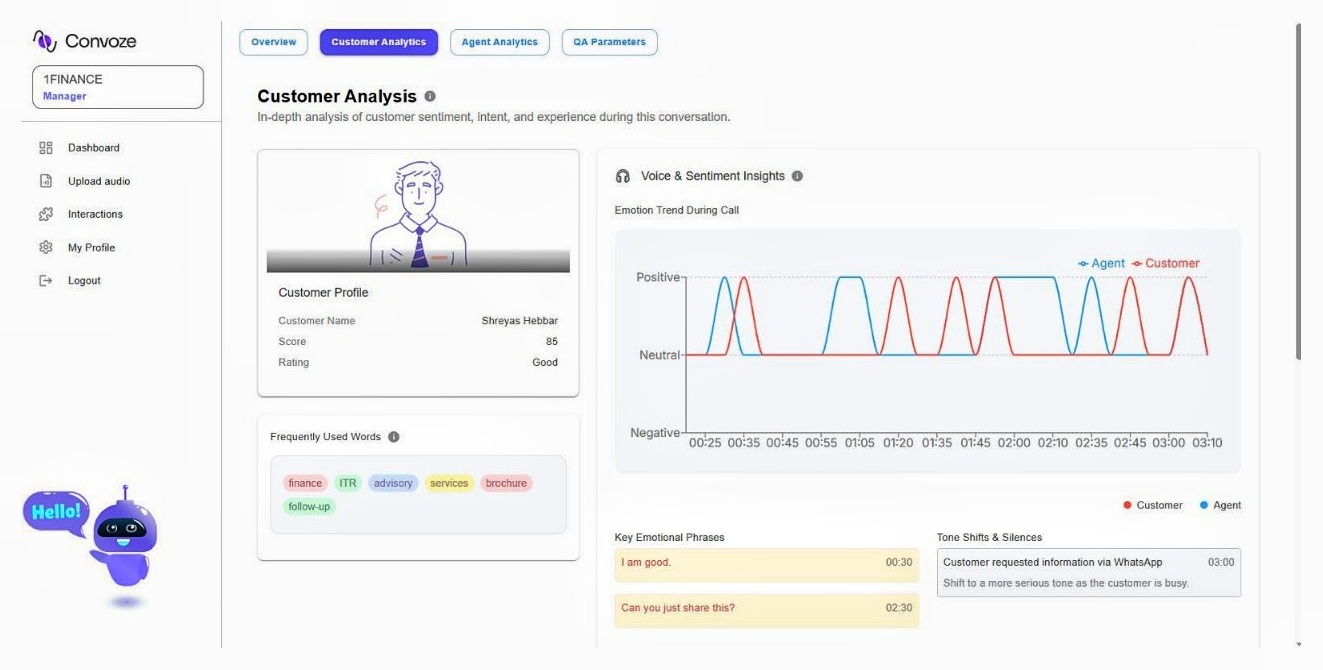 Convoze
1FINANCE
Manager
Dashboard
Upload audio
Interactions
My Profile
Logout
Hello!
Overview
Customer Analytics
Agent Analytics
QA Parameters
Customer Analysis
In-depth analysis of customer sentiment, intent, and experience during this conversation.
Customer Profile
Customer Name Shreyas Hebbar
Score 85
Rating Good
Frequently Used Words
finance ITR advisory services brochure
follow-up
Voice & Sentiment Insights
Emotion Trend During Call
Agent Customer
Positive
Neutral
Negative
00:25 00:35 00:45 00:55 01:05 01:20 01:35 01:45 02:00 02:10 02:35 02:45 03:00 03:10
Customer Agent
Key Emotional Phrases
I am good. 00:30
Can you just share this? 02:30
Tone Shifts & Silences
Customer requested information via WhatsApp 03:00
Shift to a more serious tone as the customer is busy.